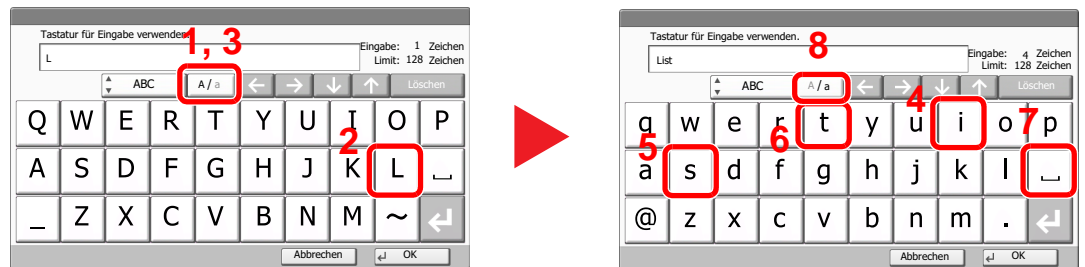 Tastatur für Eingabe verwenden.
1, 3
L
Eingabe: 1 Zeichen
Limit: 128 Zeichen
ABC
A / a
← → ↓ ↑
Löschen
Q W E R T Y U I O P
2
A S D F G H J K L ⎵
_ Z X C V B N M ~ ↵
Abbrechen
↵ OK
Tastatur für Eingabe verwenden.
8
List
Eingabe: 4 Zeichen
Limit: 128 Zeichen
ABC
A / a
← → ↓ ↑
Löschen
4
q w e r t y u i o p
5 6 7
a s d f g h j k l ⎵
@ z x c v b n m . ↵
Abbrechen
↵ OK